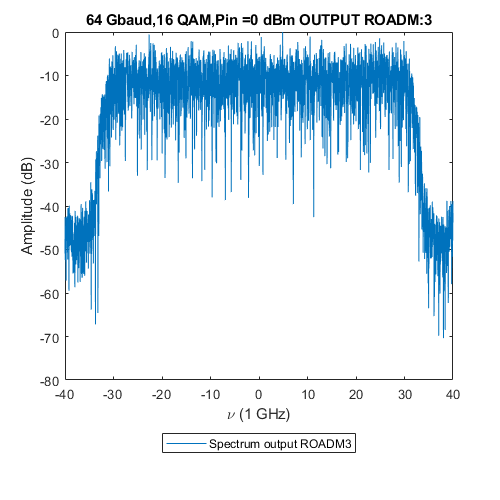 64 Gbaud,16 QAM,Pin =0 dBm OUTPUT ROADM:3
0
-10
-20
-30
-40
-50
-60
-70
-80
Amplitude (dB)
-40 -30 -20 -10 0 10 20 30 40
ν (1 GHz)
Spectrum output ROADM3